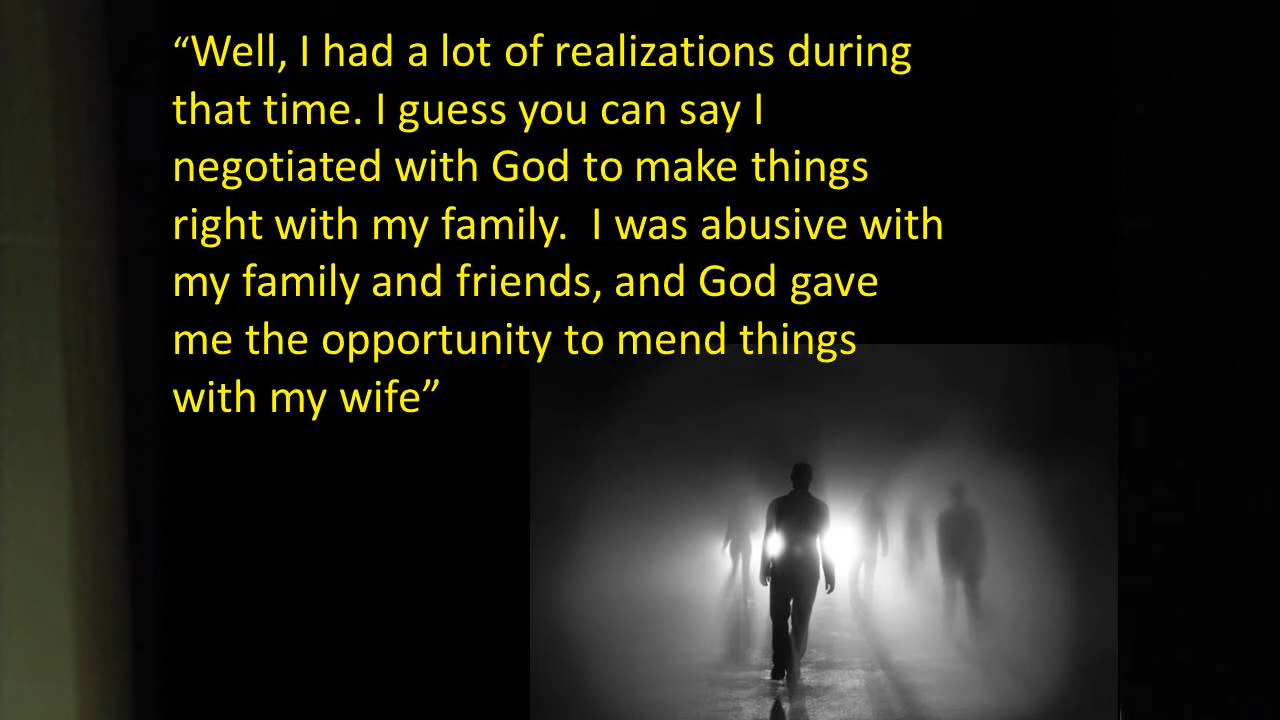 “Well, I had a lot of realizations during
that time. I guess you can say I
negotiated with God to make things
right with my family.  I was abusive with
my family and friends, and God gave
me the opportunity to mend things
with my wife”